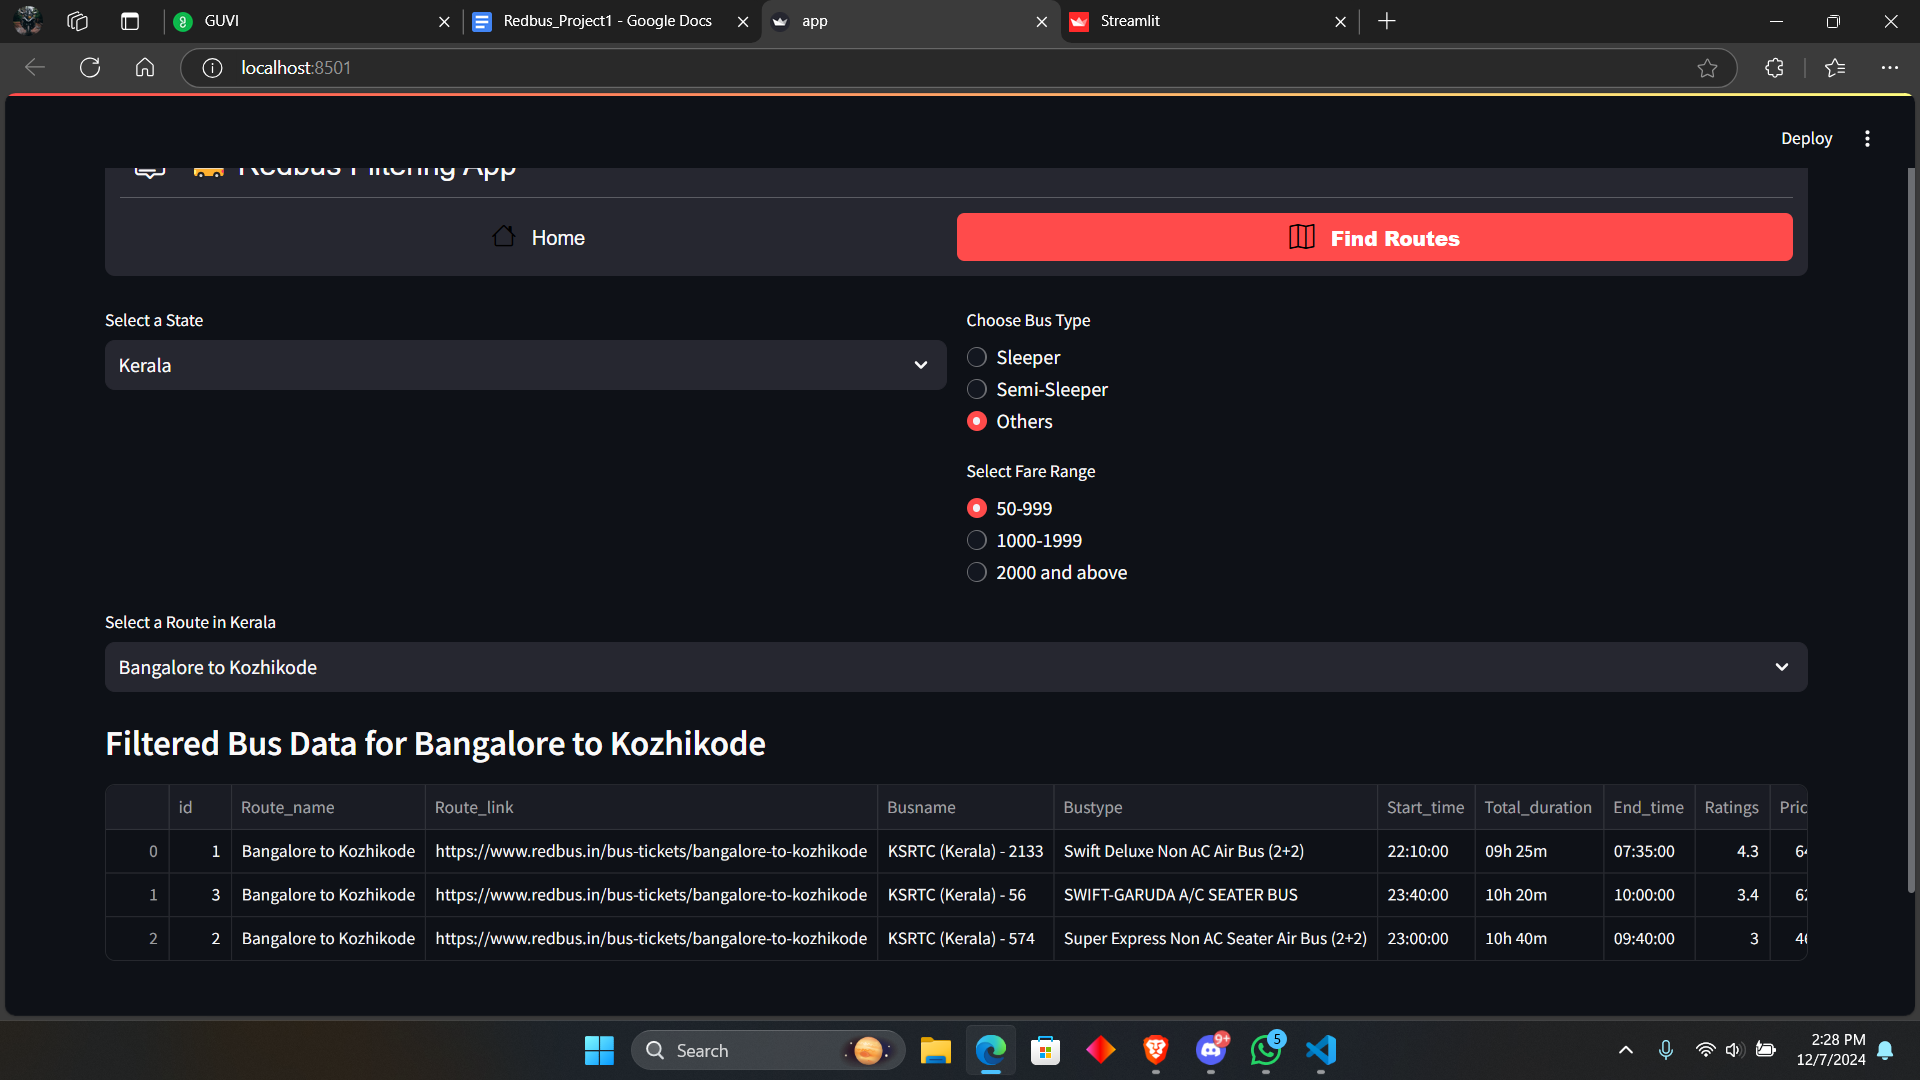 GUVI
Redbus_Project1 - Google Docs
app
Streamlit
localhost:8501
Deploy
Redbus Filtering App
Home
Find Routes
Select a State
Kerala
Choose Bus Type
Sleeper
Semi-Sleeper
Others
Select Fare Range
50-999
1000-1999
2000 and above
Select a Route in Kerala
Bangalore to Kozhikode
Filtered Bus Data for Bangalore to Kozhikode
id Route_name Route_link Busname Bustype Start_time Total_duration End_time Ratings Pric
0 1 Bangalore to Kozhikode https://www.redbus.in/bus-tickets/bangalore-to-kozhikode KSRTC (Kerala) - 2133 Swift Deluxe Non AC Air Bus (2+2) 22:10:00 09h 25m 07:35:00 4.3
1 3 Bangalore to Kozhikode https://www.redbus.in/bus-tickets/bangalore-to-kozhikode KSRTC (Kerala) - 56 SWIFT-GARUDA A/C SEATER BUS 23:40:00 10h 20m 10:00:00 3.4
2 2 Bangalore to Kozhikode https://www.redbus.in/bus-tickets/bangalore-to-kozhikode KSRTC (Kerala) - 574 Super Express Non AC Seater Air Bus (2+2) 23:00:00 10h 40m 09:40:00 3
Search
9+
5
2:28 PM
12/7/2024